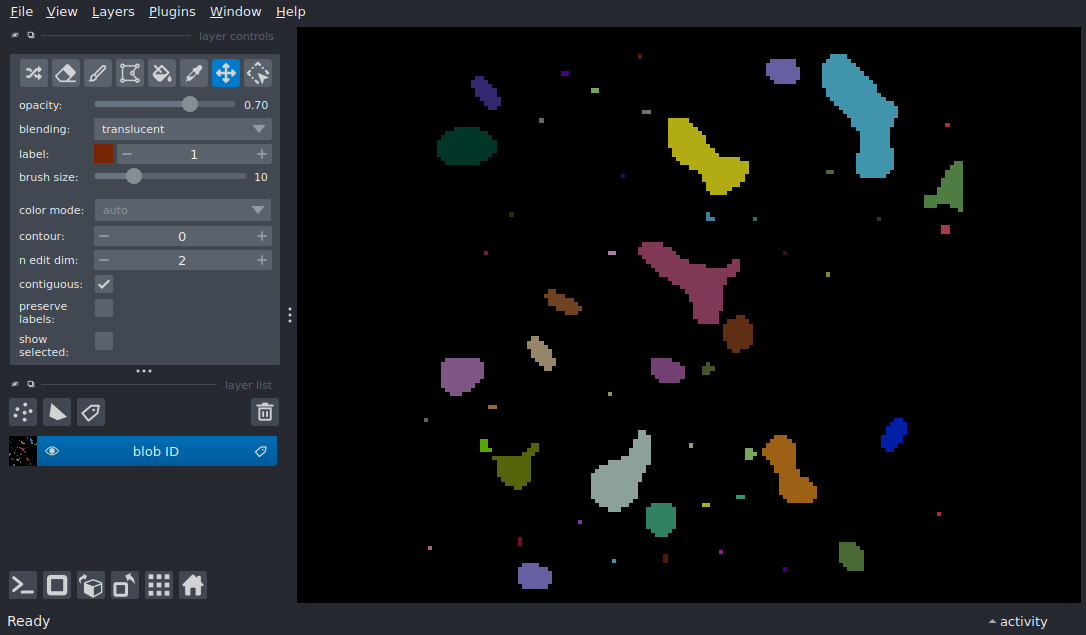 File View Layers Plugins Window Help
layer controls
opacity: 0.70
blending: translucent
label: 1
brush size: 10
color mode: auto
contour: 0
n edit dim: 2
contiguous:
preserve
labels:
show
selected:
layer list
blob ID
Ready
activity